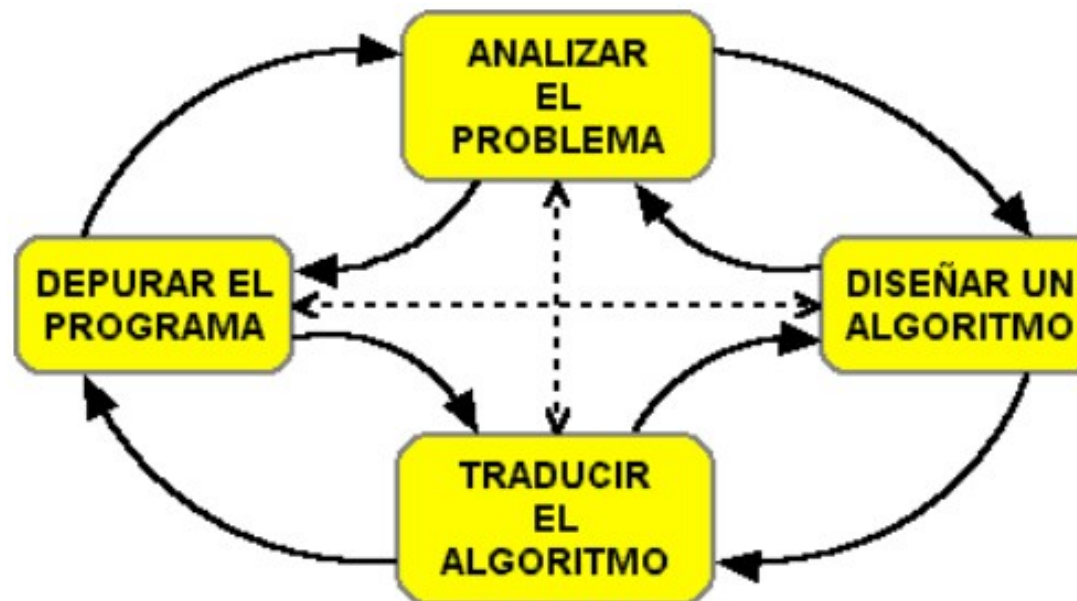 ANALIZAR
EL
PROBLEMA
DEPURAR EL
PROGRAMA
DISEÑAR UN
ALGORITMO
TRADUCIR
EL
ALGORITMO